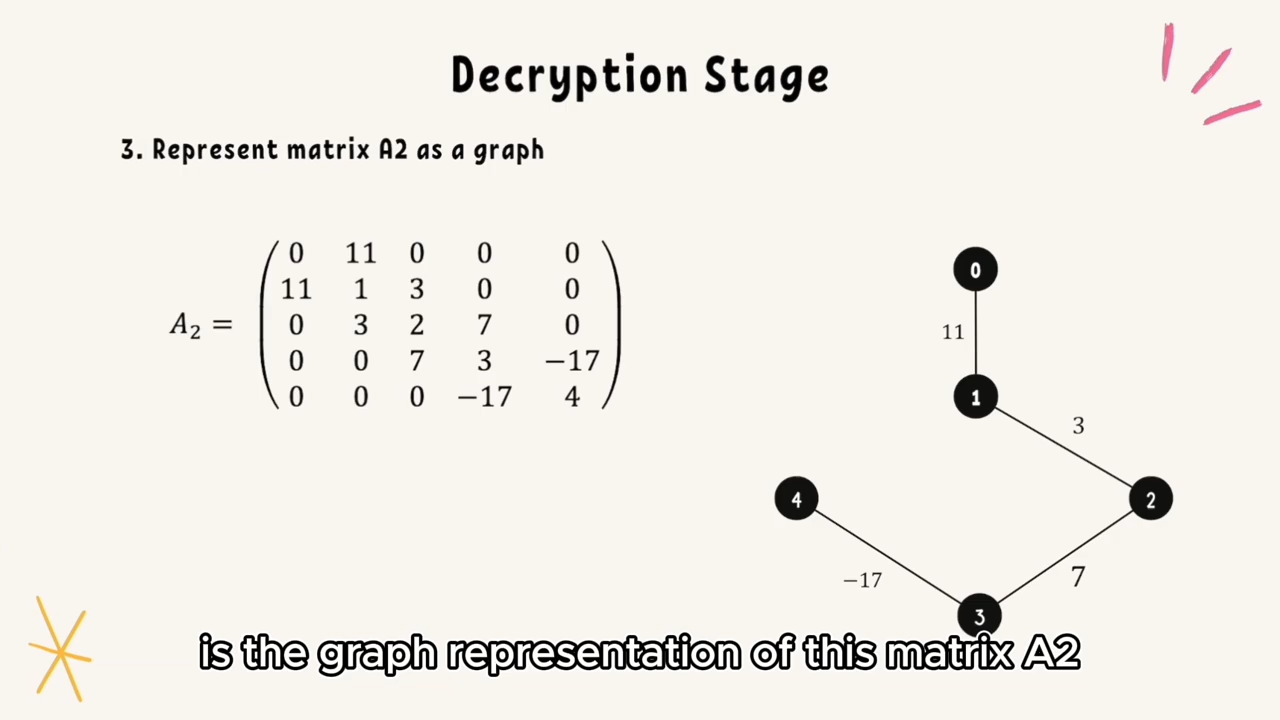 Decryption Stage
3. Represent matrix A2 as a graph
A₂ =
0 11 0 0 0
11 1 3 0 0
0 3 2 7 0
0 0 7 3 −17
0 0 0 −17 4
0
11
1
3
4
2
−17
7
3
is the graph representation of this matrix A2